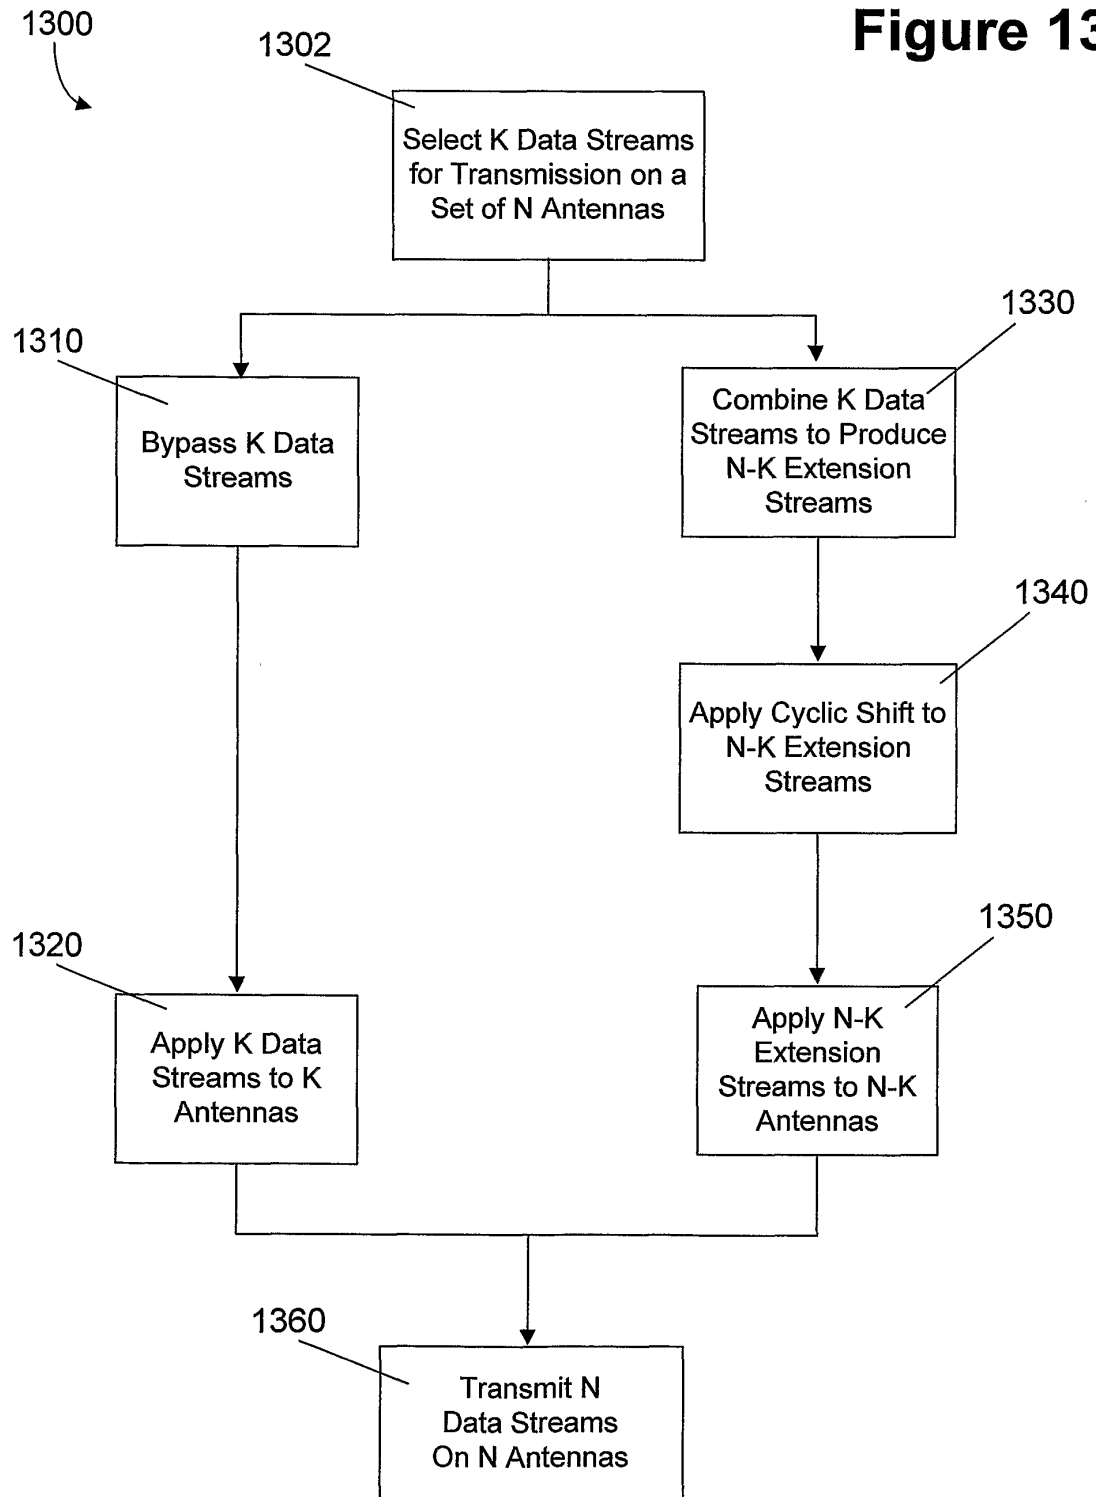 1300
Figure 13
1302
Select K Data Streams
for Transmission on a
Set of N Antennas
1310
Bypass K Data
Streams
1330
Combine K Data
Streams to Produce
N-K Extension
Streams
1340
Apply Cyclic Shift to
N-K Extension
Streams
1320
Apply K Data
Streams to K
Antennas
1350
Apply N-K
Extension
Streams to N-K
Antennas
1360
Transmit N
Data Streams
On N Antennas